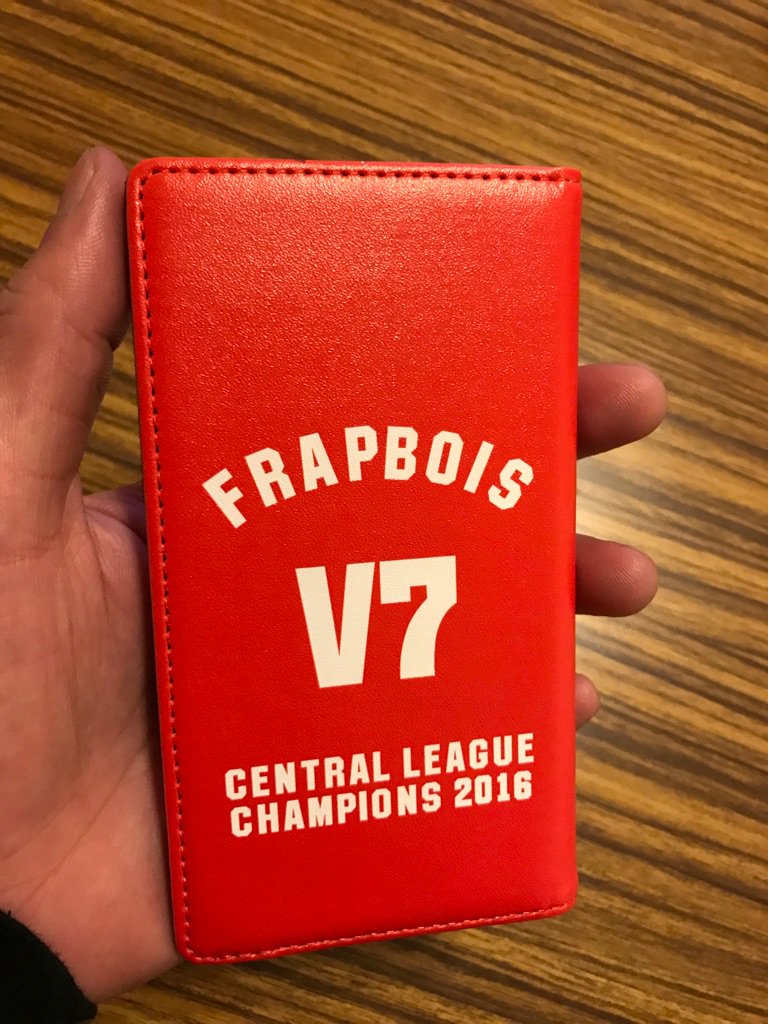 FRAPBOIS
V7
CENTRAL LEAGUE
CHAMPIONS 2016